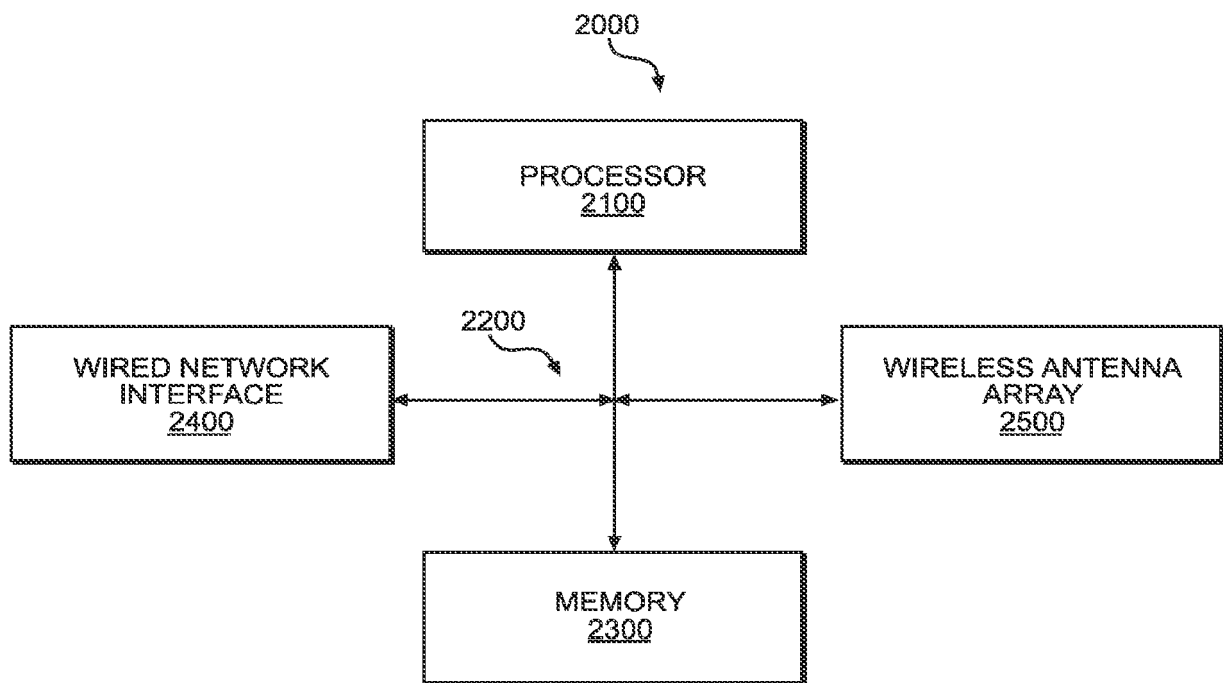 2000
PROCESSOR
2100
2200
WIRED NETWORK
INTERFACE
2400
WIRELESS ANTENNA
ARRAY
2500
MEMORY
2300